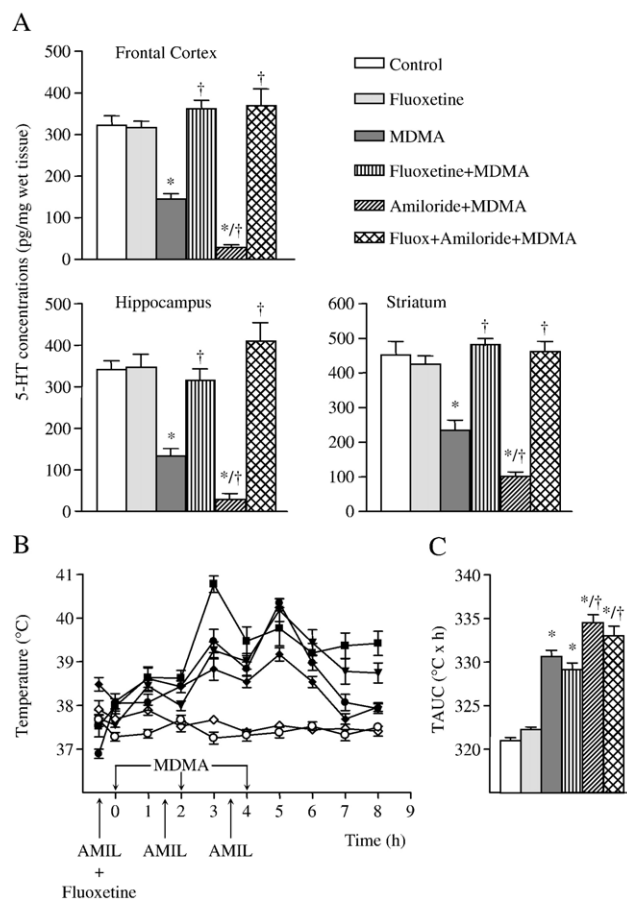 A
Frontal Cortex
500
400
300
200
100
0
*
†
*/†
†
Control
Fluoxetine
MDMA
Fluoxetine+MDMA
Amiloride+MDMA
Fluox+Amiloride+MDMA
5-HT concentrations (pg/mg wet tissue)
Hippocampus
500
400
300
200
100
0
*
†
*/†
†
Striatum
600
500
400
300
200
100
0
*
†
*/†
†
B
Temperature (°C)
41
40
39
38
37
MDMA
0 1 2 3 4 5 6 7 8 9
Time (h)
AMIL AMIL AMIL
+
Fluoxetine
C
TAUC (°C x h)
340
330
320
*
*
*/†
*/†